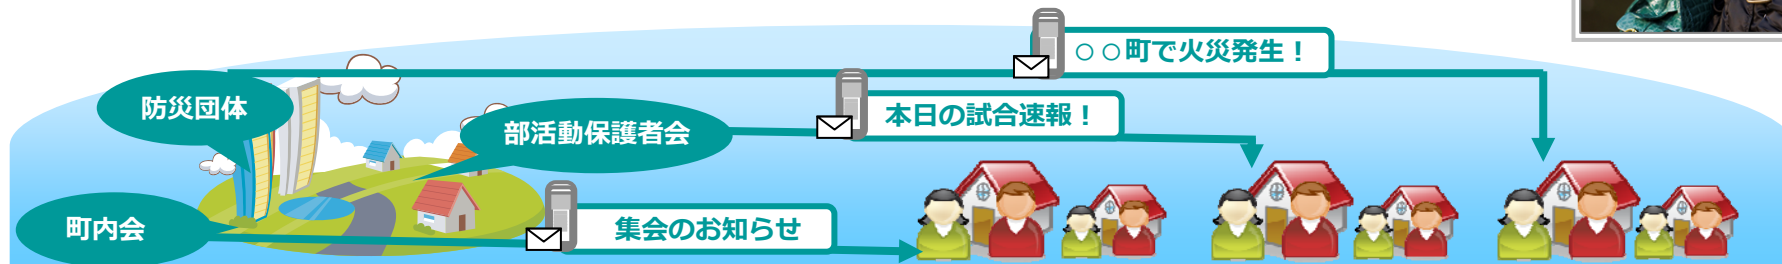 ○○町で火災発生！
防災団体
本日の試合速報！
部活動保護者会
町内会
集会のお知らせ